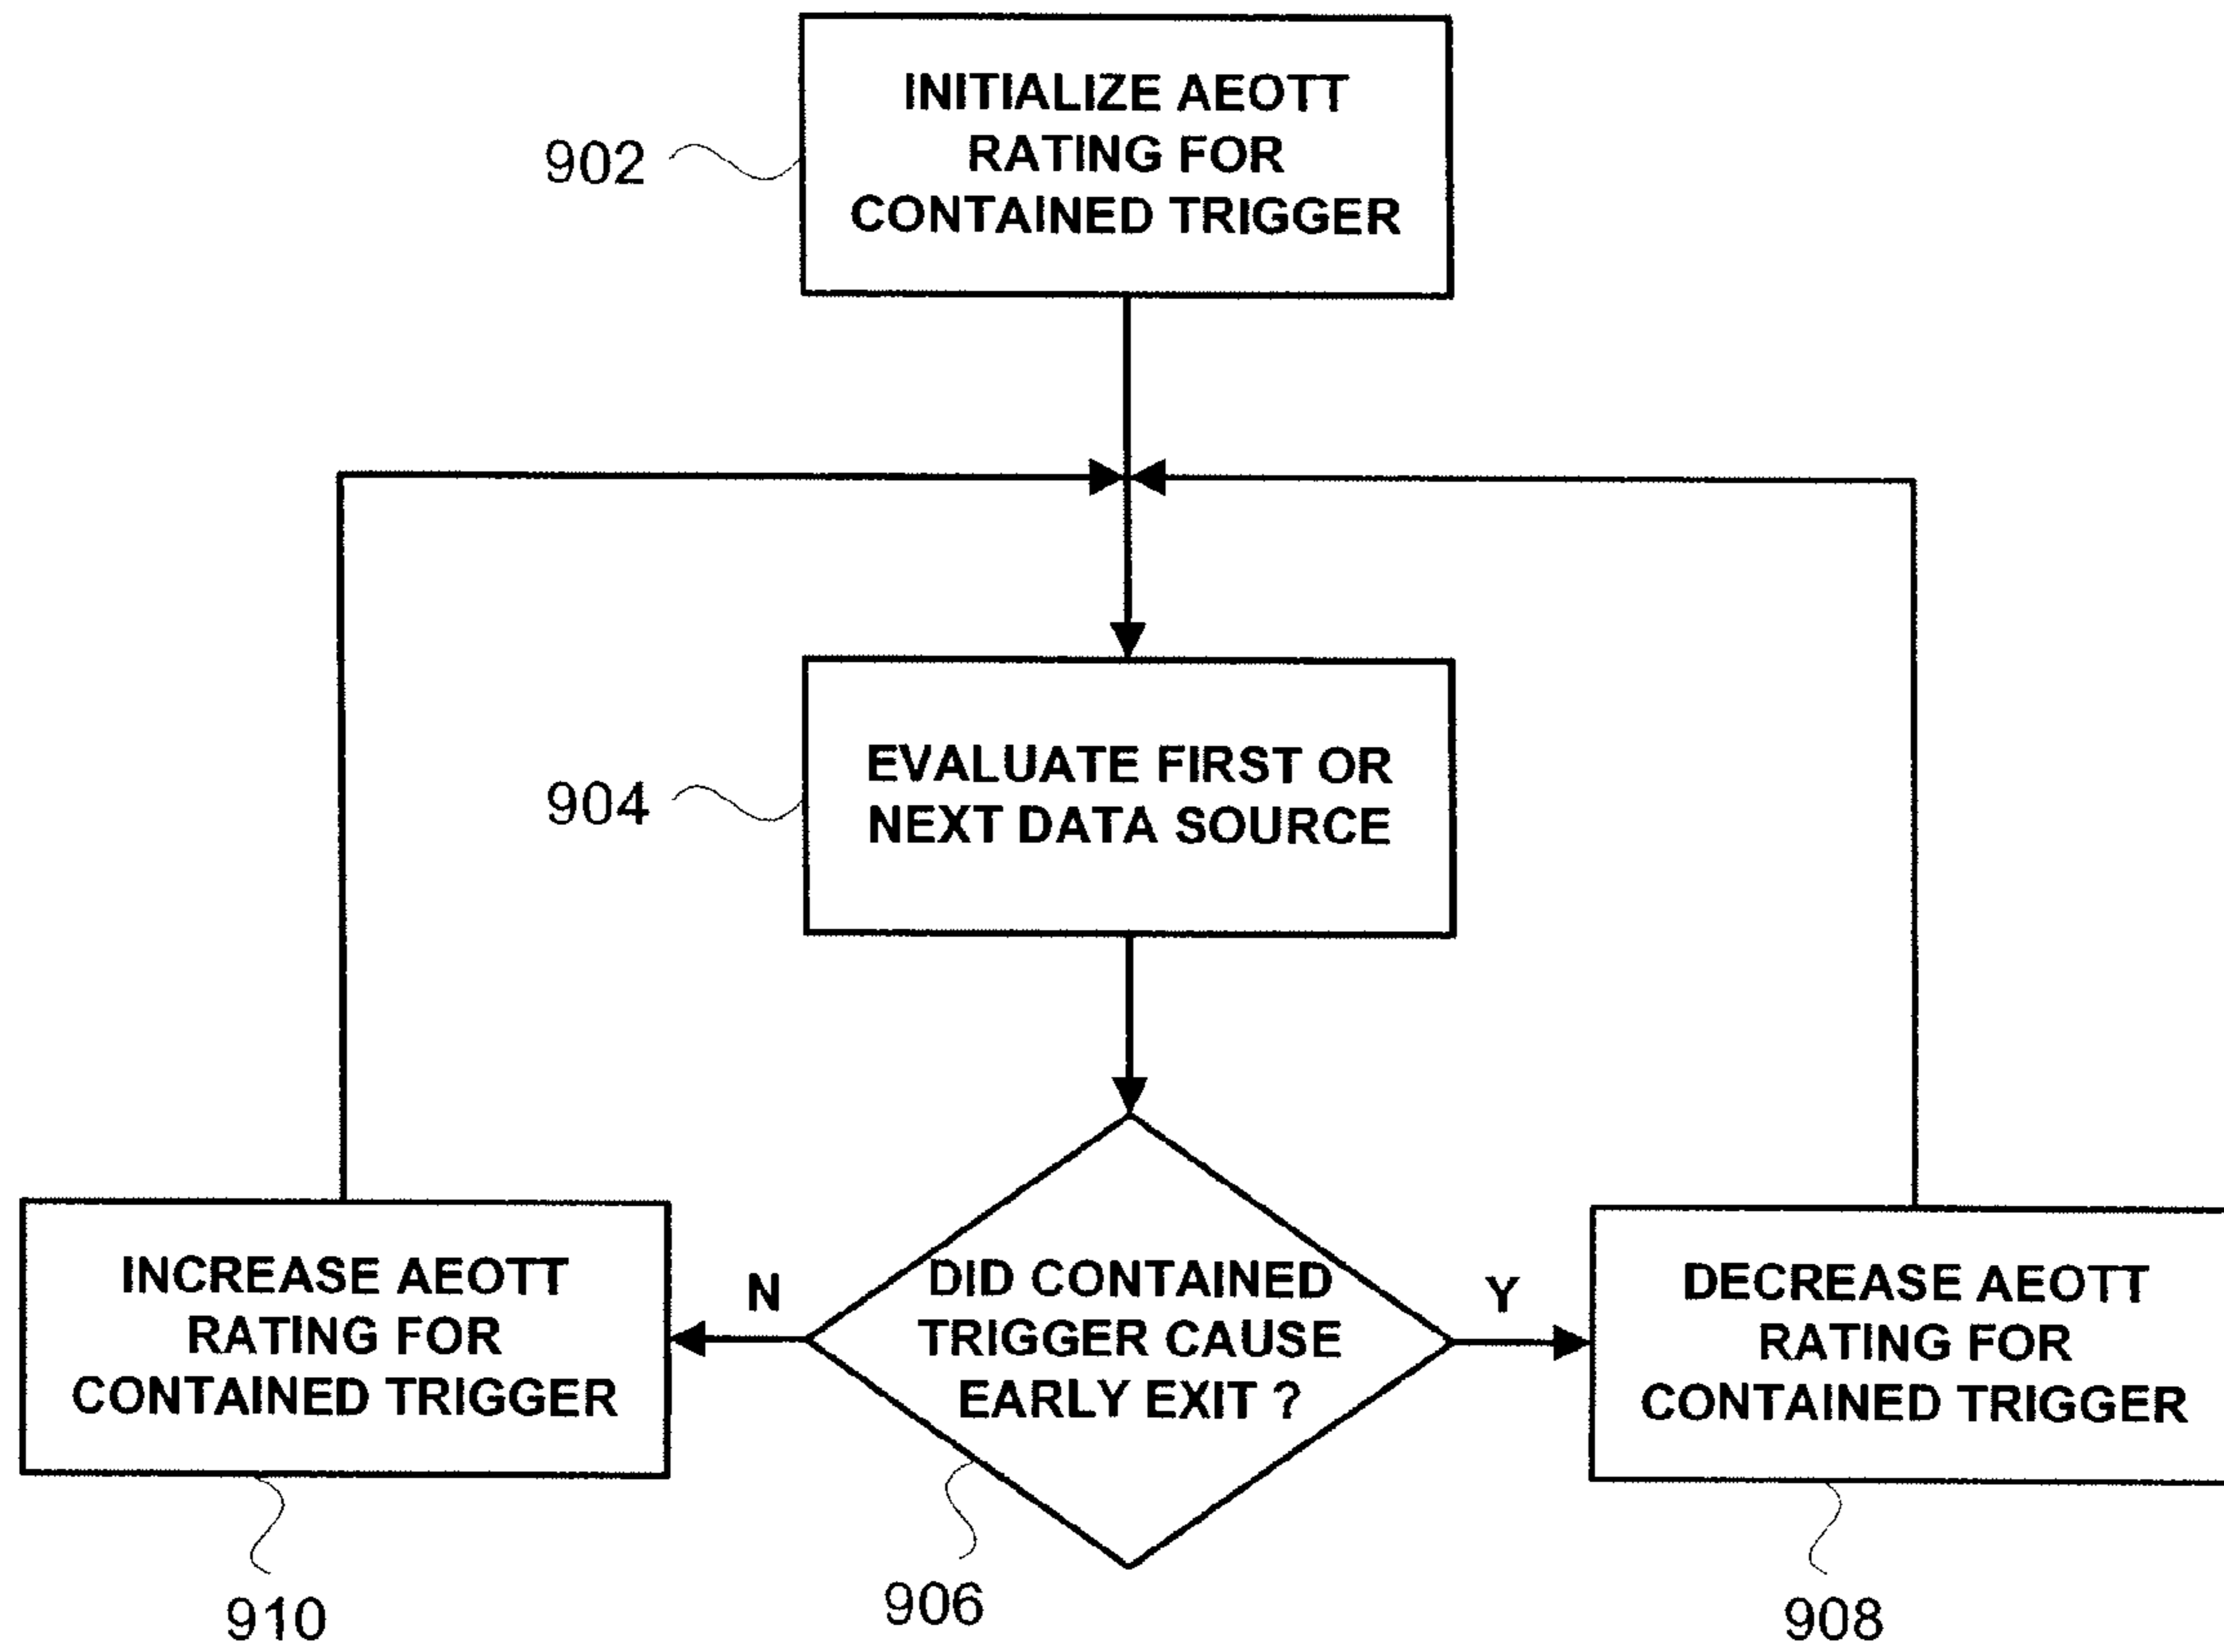 INITIALIZE AEOTT
RATING FOR
CONTAINED TRIGGER
902
EVALUATE FIRST OR
NEXT DATA SOURCE
904
DID CONTAINED
TRIGGER CAUSE
EARLY EXIT ?
906
N
Y
INCREASE AEOTT
RATING FOR
CONTAINED TRIGGER
910
DECREASE AEOTT
RATING FOR
CONTAINED TRIGGER
908